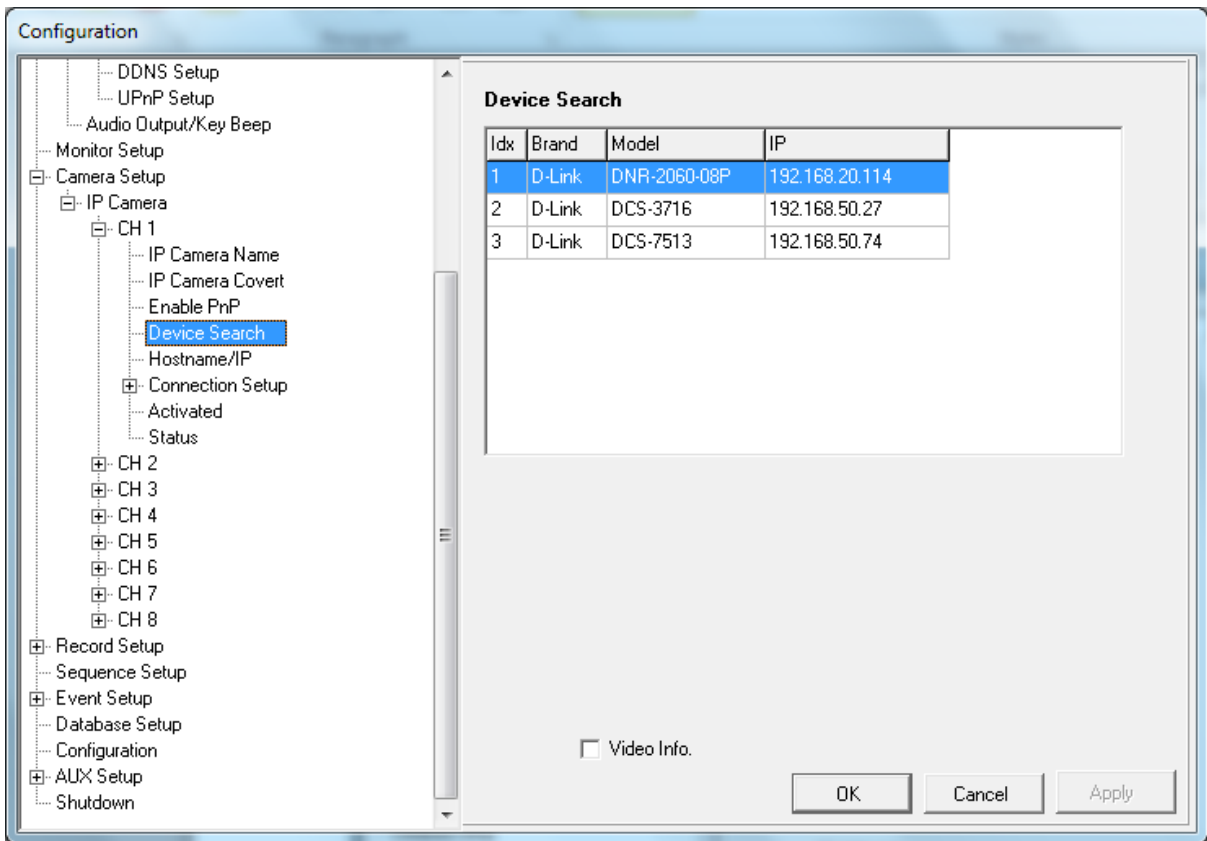 Configuration
DDNS Setup
UPnP Setup
Audio Output/Key Beep
Monitor Setup
Camera Setup
IP Camera
CH 1
IP Camera Name
IP Camera Covert
Enable PnP
Device Search
Hostname/IP
Connection Setup
Activated
Status
CH 2
CH 3
CH 4
CH 5
CH 6
CH 7
CH 8
Record Setup
Sequence Setup
Event Setup
Database Setup
Configuration
AUX Setup
Shutdown
Device Search
Idx Brand Model IP
1 D-Link DNR-2060-08P 192.168.20.114
2 D-Link DCS-3716 192.168.50.27
3 D-Link DCS-7513 192.168.50.74
Video Info.
OK Cancel Apply